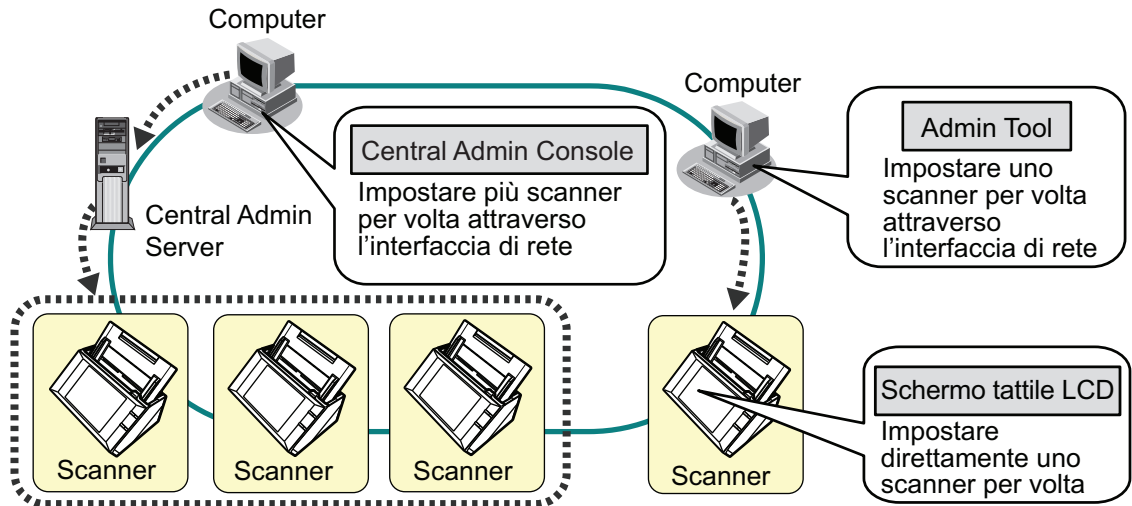 Computer
Computer
Central Admin Console
Impostare più scanner
per volta attraverso
l’interfaccia di rete
Admin Tool
Impostare uno
scanner per volta
attraverso
l’interfaccia di rete
Central Admin
Server
Scanner
Scanner
Scanner
Scanner
Schermo tattile LCD
Impostare
direttamente uno
scanner per volta